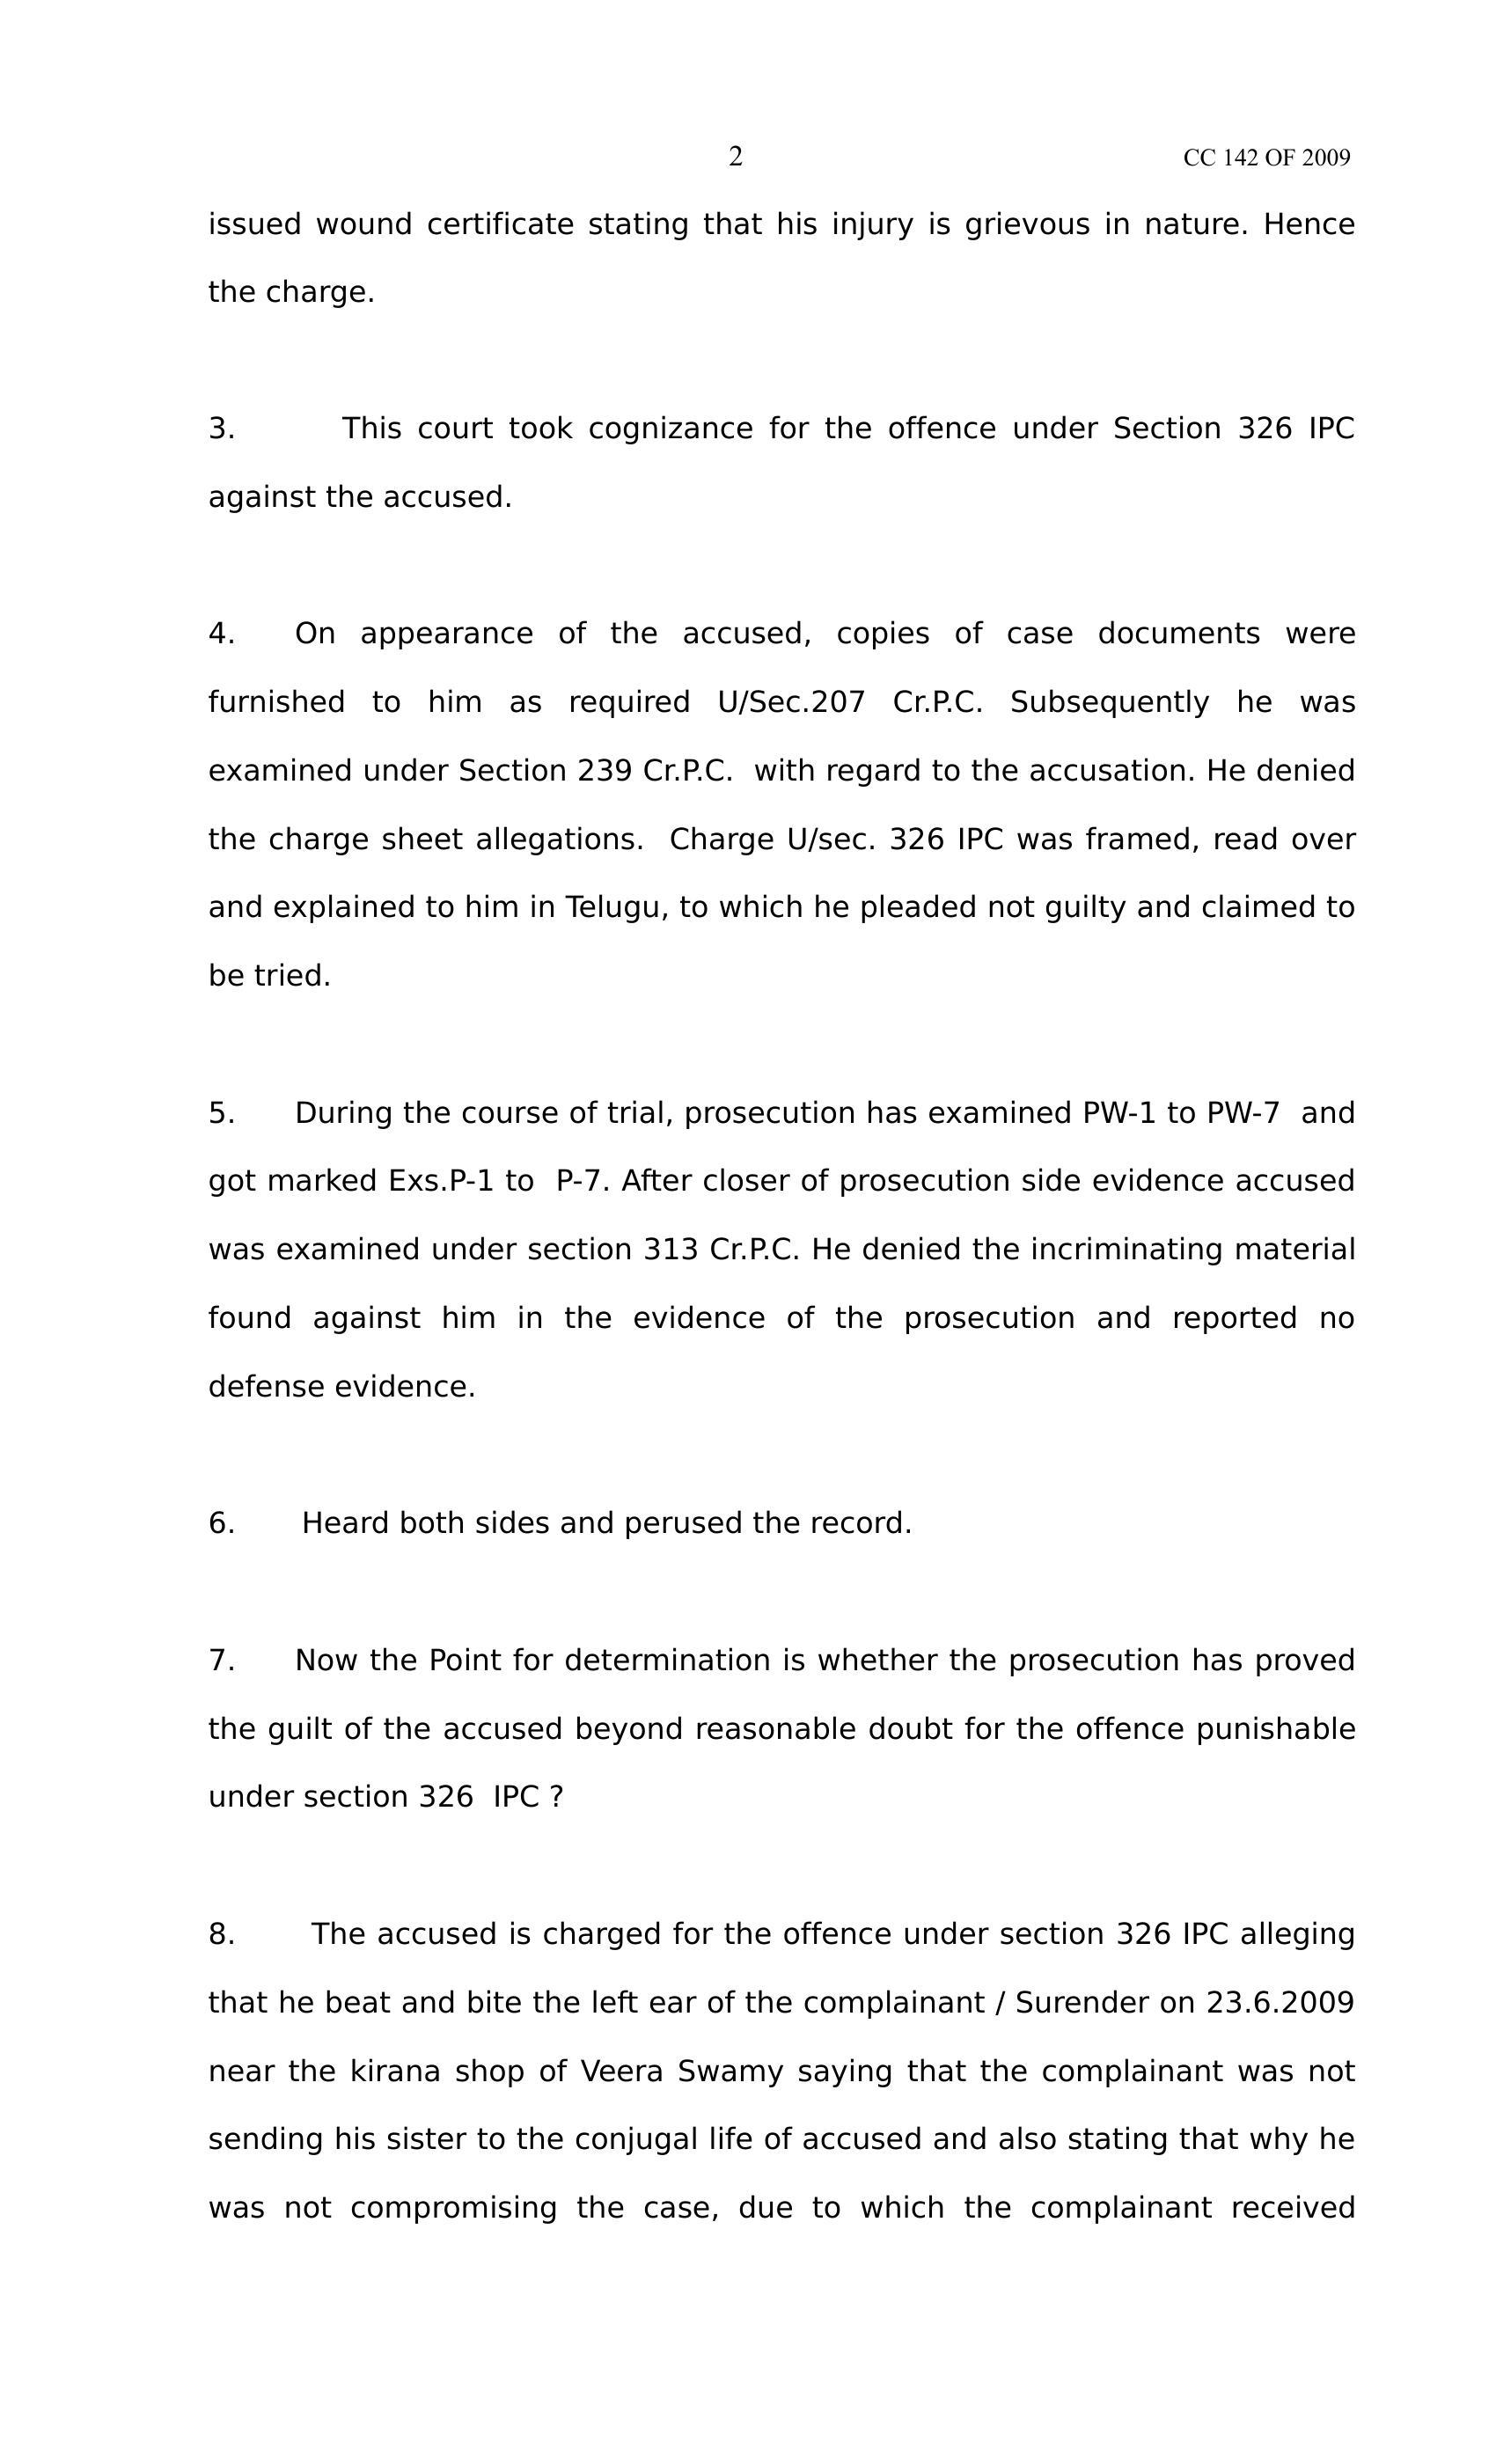 2 CC 142 OF 2009
issued wound certificate stating that his injury is grievous in nature. Hence
the charge.
3. This court took cognizance for the offence under Section 326 IPC
against the accused.
4. On appearance of the accused, copies of case documents were
furnished to him as required U/Sec.207 Cr.P.C. Subsequently he was
examined under Section 239 Cr.P.C. with regard to the accusation. He denied
the charge sheet allegations. Charge U/sec. 326 IPC was framed, read over
and explained to him in Telugu, to which he pleaded not guilty and claimed to
be tried.
5. During the course of trial, prosecution has examined PW-1 to PW-7 and
got marked Exs.P-1 to P-7. After closer of prosecution side evidence accused
was examined under section 313 Cr.P.C. He denied the incriminating material
found against him in the evidence of the prosecution and reported no
defense evidence.
6. Heard both sides and perused the record.
7. Now the Point for determination is whether the prosecution has proved
the guilt of the accused beyond reasonable doubt for the offence punishable
under section 326 IPC ?
8. The accused is charged for the offence under section 326 IPC alleging
that he beat and bite the left ear of the complainant / Surender on 23.6.2009
near the kirana shop of Veera Swamy saying that the complainant was not
sending his sister to the conjugal life of accused and also stating that why he
was not compromising the case, due to which the complainant received